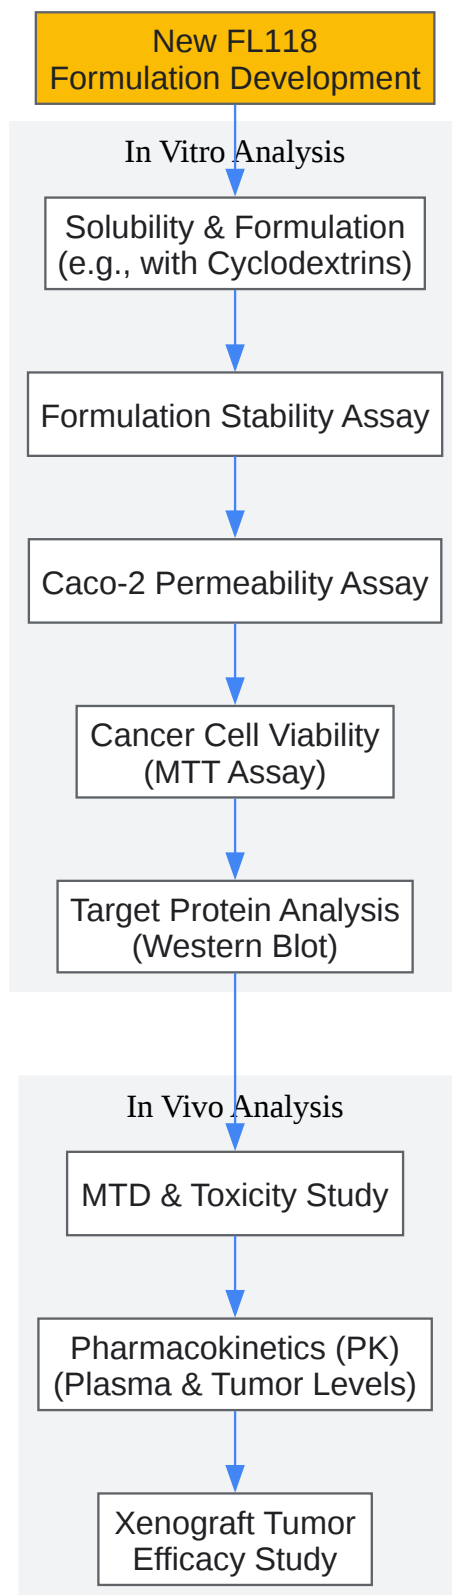 New FL118
Formulation Development
In Vitro Analysis
Solubility & Formulation
(e.g., with Cyclodextrins)
Formulation Stability Assay
Caco-2 Permeability Assay
Cancer Cell Viability
(MTT Assay)
Target Protein Analysis
(Western Blot)
In Vivo Analysis
MTD & Toxicity Study
Pharmacokinetics (PK)
(Plasma & Tumor Levels)
Xenograft Tumor
Efficacy Study